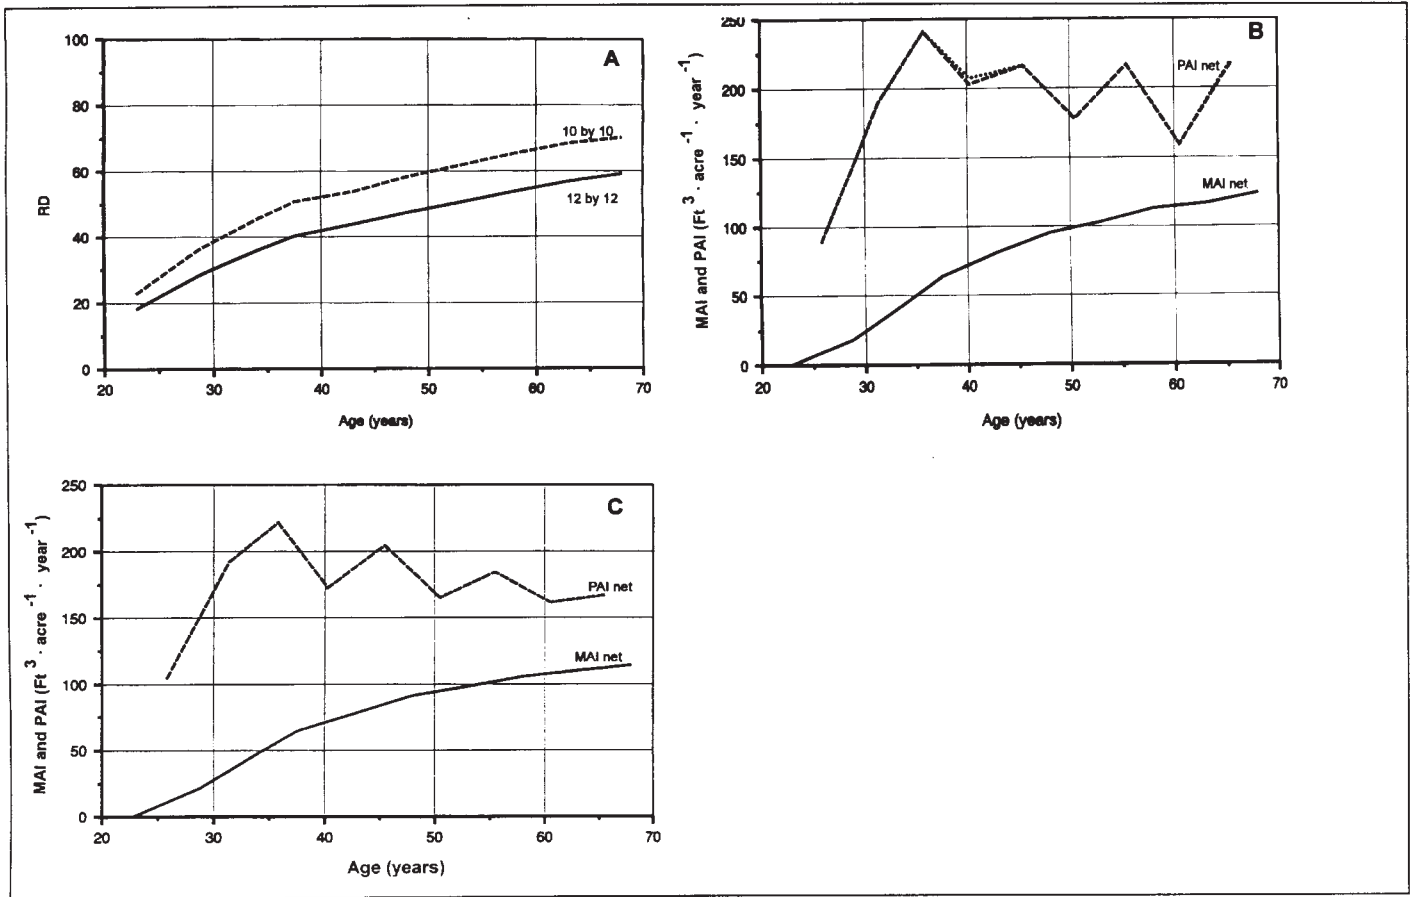 A
100
80
60
40
20
0
RD
10 by 10
12 by 12
20 30 40 50 60 70
Age (years)
B
250
200
150
100
50
0
MAI and PAI (Ft 3 · acre -1 · year -1)
PAI net
MAI net
20 30 40 50 60 70
Age (years)
C
250
200
150
100
50
0
MAI and PAI (Ft 3 · acre -1 · year -1)
PAI net
MAI net
20 30 40 50 60 70
Age (years)